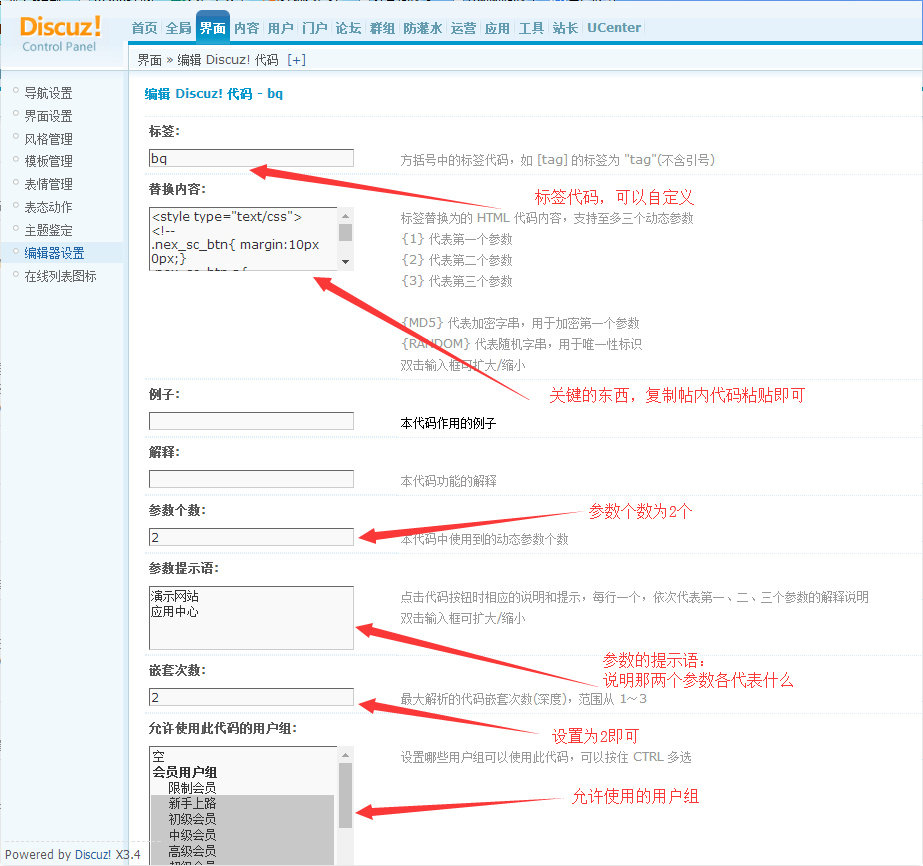 Discuz!
Control Panel
首页 全局 界面 内容 用户 门户 论坛 群组 防灌水 运营 应用 工具 站长 UCenter
界面 » 编辑 Discuz! 代码 [+]
导航设置
界面设置
风格管理
模板管理
表情管理
表态动作
主题鉴定
编辑器设置
在线列表图标
编辑 Discuz! 代码 - bq
标签:
bq
方括号中的标签代码，如 [tag] 的标签为 "tag"(不含引号)
标签代码，可以自定义
替换内容:
<style type="text/css">
<!--
.nex_sc_btn{ margin:10px
0px;}
标签替换为的 HTML 代码内容，支持至多三个动态参数
{1} 代表第一个参数
{2} 代表第二个参数
{3} 代表第三个参数
{MD5} 代表加密字串，用于加密第一个参数
{RANDOM} 代表随机字串，用于唯一性标识
双击输入框可扩大/缩小
关键的东西，复制帖内代码粘贴即可
例子:
本代码作用的例子
解释:
本代码功能的解释
参数个数:
2
本代码中使用到的动态参数个数
参数个数为2个
参数提示语:
演示网站
应用中心
点击代码按钮时相应的说明和提示，每行一个，依次代表第一、二、三个参数的解释说明
双击输入框可扩大/缩小
参数的提示语：
说明那两个参数各代表什么
嵌套次数:
2
最大解析的代码嵌套次数(深度)，范围从 1～3
设置为2即可
允许使用此代码的用户组:
空
会员用户组
限制会员
新手上路
初级会员
中级会员
高级会员
设置哪些用户组可以使用此代码，可以按住 CTRL 多选
允许使用的用户组
Powered by Discuz! X3.4